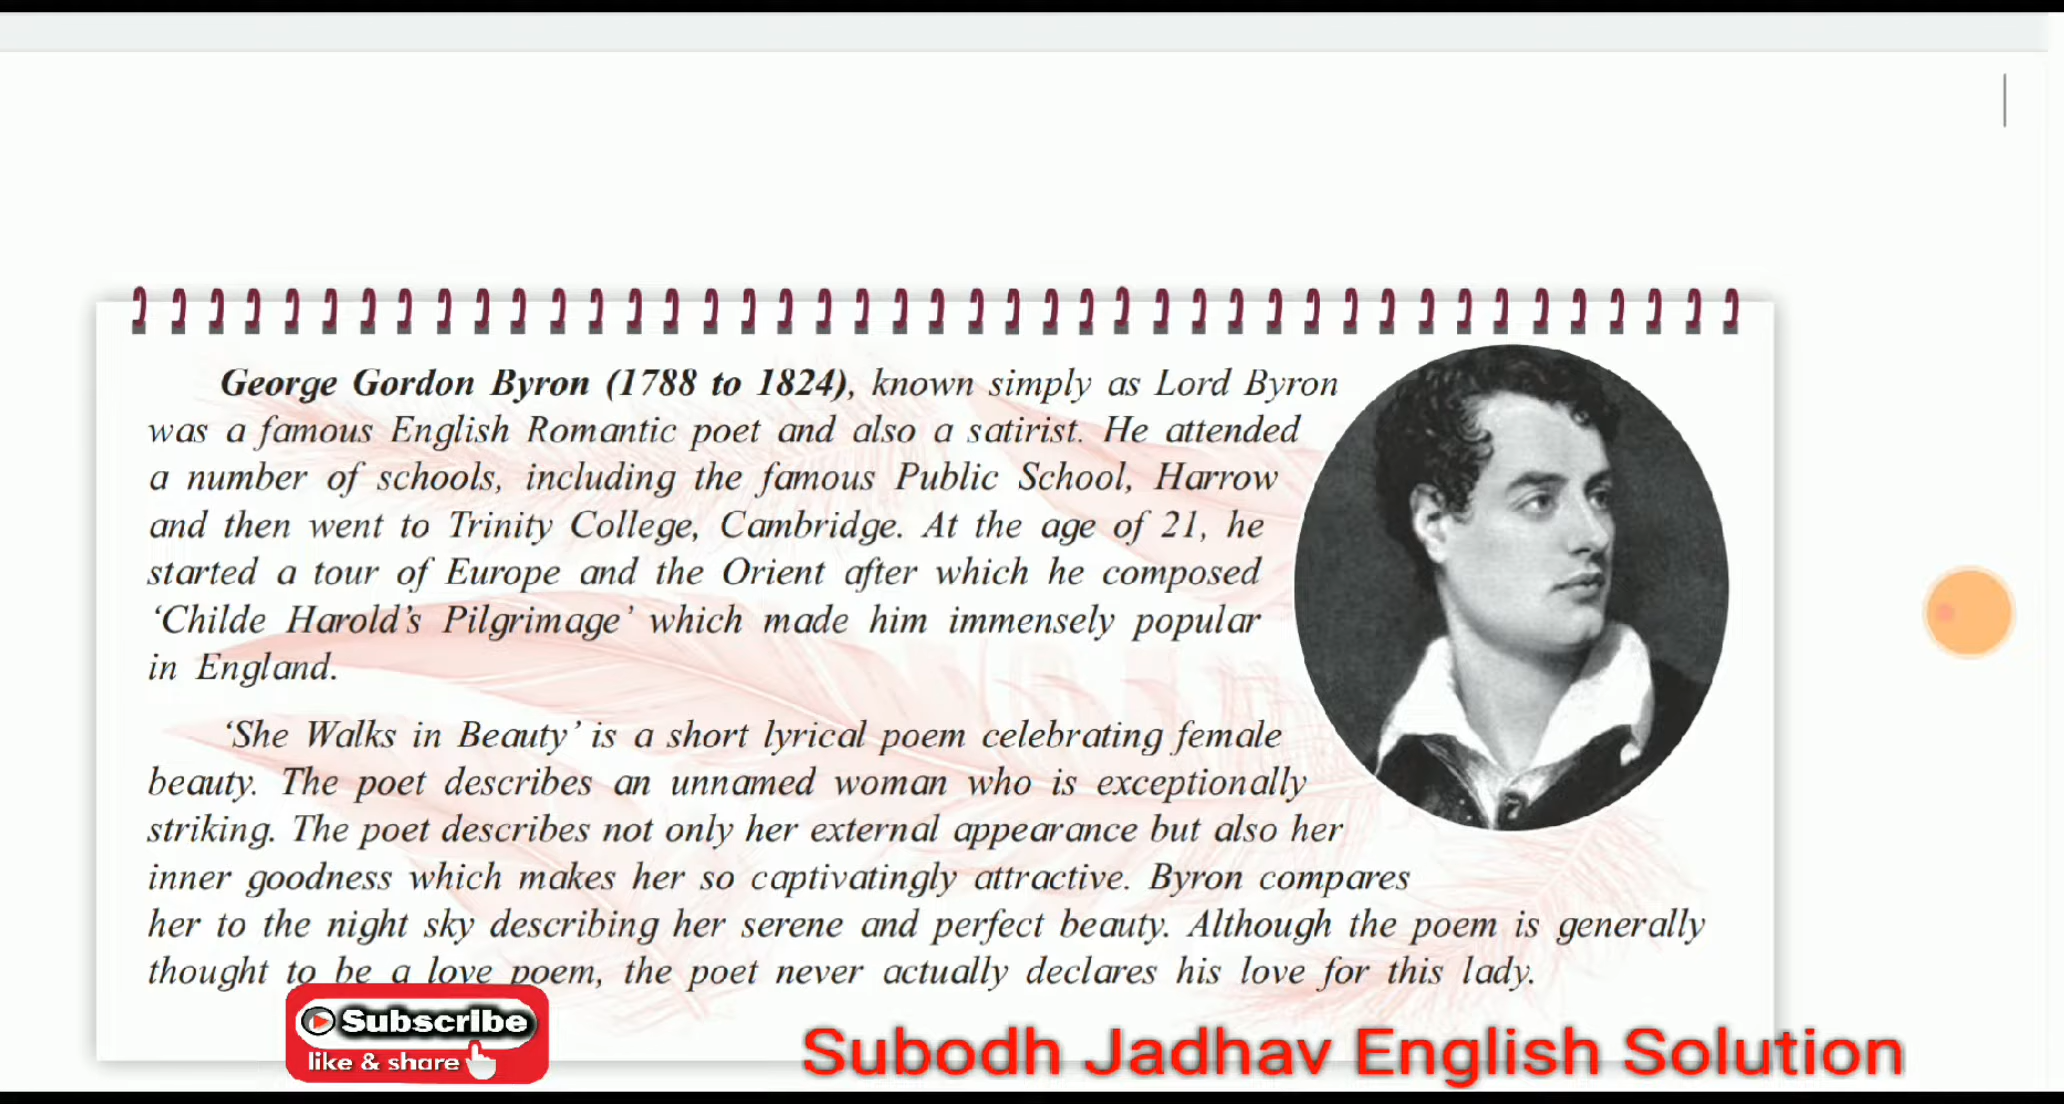 George Gordon Byron (1788 to 1824), known simply as Lord Byron
was a famous English Romantic poet and also a satirist. He attended
a number of schools, including the famous Public School, Harrow
and then went to Trinity College, Cambridge. At the age of 21, he
started a tour of Europe and the Orient after which he composed
‘Childe Harold’s Pilgrimage’ which made him immensely popular
in England.
‘She Walks in Beauty’ is a short lyrical poem celebrating female
beauty. The poet describes an unnamed woman who is exceptionally
striking. The poet describes not only her external appearance but also her
inner goodness which makes her so captivatingly attractive. Byron compares
her to the night sky describing her serene and perfect beauty. Although the poem is generally
thought to be a love poem, the poet never actually declares his love for this lady.
Subscribe
like & share
Subodh Jadhav English Solution